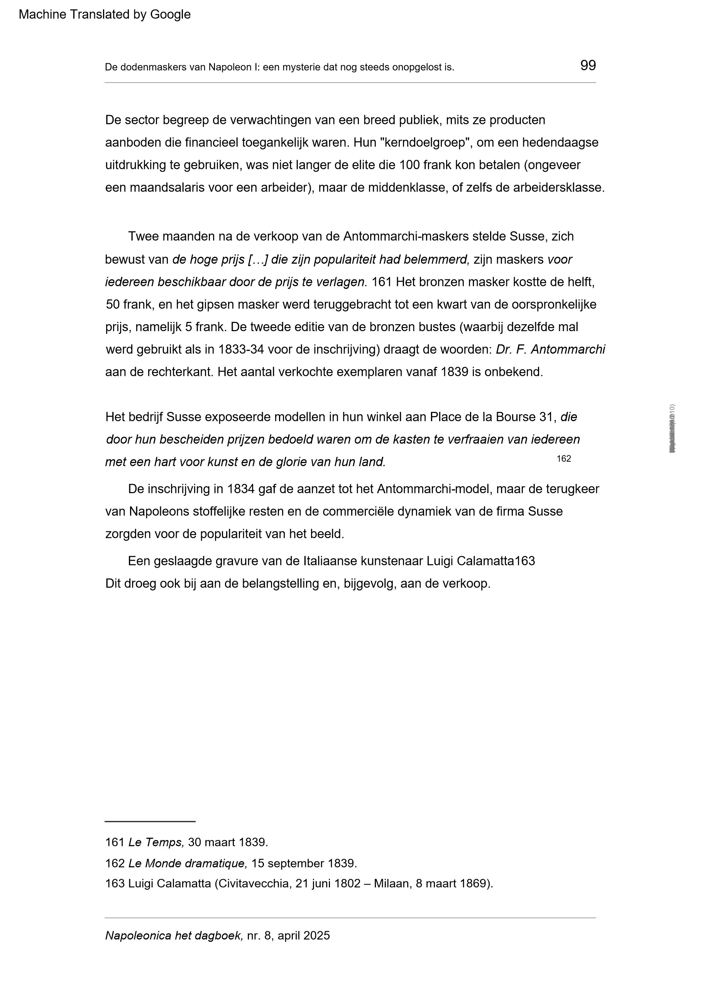 Machine Translated by Google
De dodenmaskers van Napoleon I: een mysterie dat nog steeds onopgelost is. 99
De sector begreep de verwachtingen van een breed publiek, mits ze producten
aanboden die financieel toegankelijk waren. Hun "kerndoelgroep", om een hedendaagse
uitdrukking te gebruiken, was niet langer de elite die 100 frank kon betalen (ongeveer
een maandsalaris voor een arbeider), maar de middenklasse, of zelfs de arbeidersklasse.
Twee maanden na de verkoop van de Antommarchi-maskers stelde Susse, zich
bewust van de hoge prijs […] die zijn populariteit had belemmerd, zijn maskers voor
iedereen beschikbaar door de prijs te verlagen. 161 Het bronzen masker kostte de helft,
50 frank, en het gipsen masker werd teruggebracht tot een kwart van de oorspronkelijke
prijs, namelijk 5 frank. De tweede editie van de bronzen bustes (waarbij dezelfde mal
werd gebruikt als in 1833-34 voor de inschrijving) draagt de woorden: Dr. F. Antommarchi
aan de rechterkant. Het aantal verkochte exemplaren vanaf 1839 is onbekend.
Het bedrijf Susse exposeerde modellen in hun winkel aan Place de la Bourse 31, die
door hun bescheiden prijzen bedoeld waren om de kasten te verfraaien van iedereen
met een hart voor kunst en de glorie van hun land. 162
De inschrijving in 1834 gaf de aanzet tot het Antommarchi-model, maar de terugkeer
van Napoleons stoffelijke resten en de commerciële dynamiek van de firma Susse
zorgden voor de populariteit van het beeld.
Een geslaagde gravure van de Italiaanse kunstenaar Luigi Calamatta163
Dit droeg ook bij aan de belangstelling en, bijgevolg, aan de verkoop.
161 Le Temps, 30 maart 1839.
162 Le Monde dramatique, 15 september 1839.
163 Luigi Calamatta (Civitavecchia, 21 juni 1802 – Milaan, 8 maart 1869).
Napoleonica het dagboek, nr. 8, april 2025